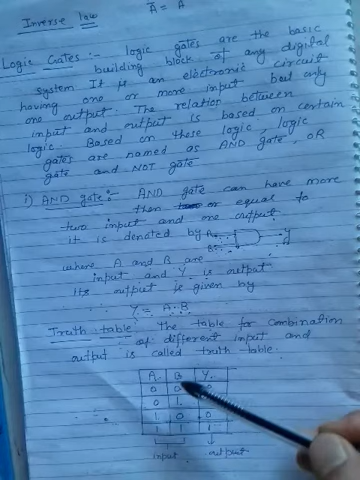 Inverse law
A̿ = A
Logic Gates :- logic gates are the basic
building block of any digital
system It is an electronic circuit
having one or more input but only
one output. The relation between
input and output is based on certain
logic. Based on these logic, logic
gates are named as AND gate, OR
gate and NOT gate
i) AND gate :- AND gate can have more
then or equal to
two input and one output
it is denoted by A B Y
where A and B are
input and Y is output
Its output is given by
Y = A.B
Truth table : The table for combination
of different input and
output is called truth table.
A B Y
0 0 0
0 1
1 0 0
1 1 1
input output